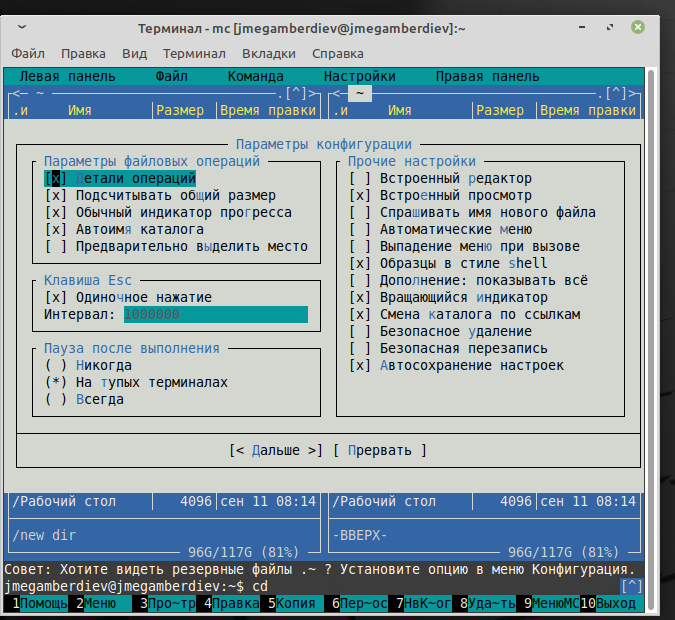 Терминал - mc [jmegamberdiev@jmegamberdiev]:~
Файл Правка Вид Терминал Вкладки Справка
Левая панель Файл Команда Настройки Правая панель
<─ ~ .[^]> <─ ~ .[^]>
.и Имя Размер Время правки .и Имя Размер Время правки
Параметры конфигурации
Параметры файловых операций
[x] Детали операций
[x] Подсчитывать общий размер
[x] Обычный индикатор прогресса
[x] Автоимя каталога
[ ] Предварительно выделить место
Клавиша Esc
[x] Одиночное нажатие
Интервал: 1000000
Пауза после выполнения
( ) Никогда
(*) На тупых терминалах
( ) Всегда
Прочие настройки
[ ] Встроенный редактор
[x] Встроенный просмотр
[ ] Спрашивать имя нового файла
[ ] Автоматические меню
[ ] Выпадение меню при вызове
[x] Образцы в стиле shell
[ ] Дополнение: показывать всё
[x] Вращающийся индикатор
[x] Смена каталога по ссылкам
[ ] Безопасное удаление
[ ] Безопасная перезапись
[x] Автосохранение настроек
[< Дальше >] [ Прервать ]
/Рабочий стол 4096 сен 11 08:14 /Рабочий стол 4096 сен 11 08:14
/new dir -ВВЕРХ-
96G/117G (81%) 96G/117G (81%)
Совет: Хотите видеть резервные файлы .~ ? Установите опцию в меню Конфигурация.
jmegamberdiev@jmegamberdiev:~$ cd [^]
1Помощь 2Меню 3Про~тр 4Правка 5Копия 6Пер~ос 7НвК~ог 8Уда~ть 9МенюMC 10Выход